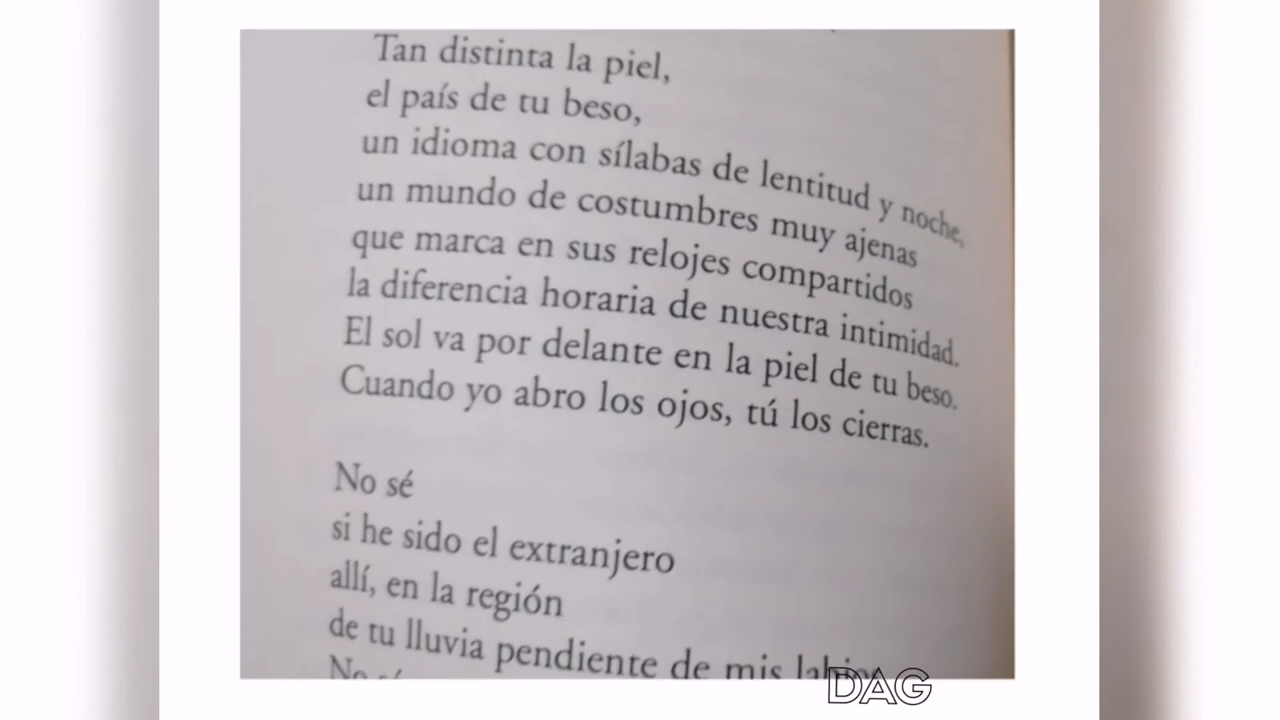 Tan distinta la piel,
el país de tu beso,
un idioma con sílabas de lentitud y noche,
un mundo de costumbres muy ajenas
que marca en sus relojes compartidos
la diferencia horaria de nuestra intimidad.
El sol va por delante en la piel de tu beso.
Cuando yo abro los ojos, tú los cierras.
No sé
si he sido el extranjero
allí, en la región
de tu lluvia pendiente de mis labios
No sé
DAG